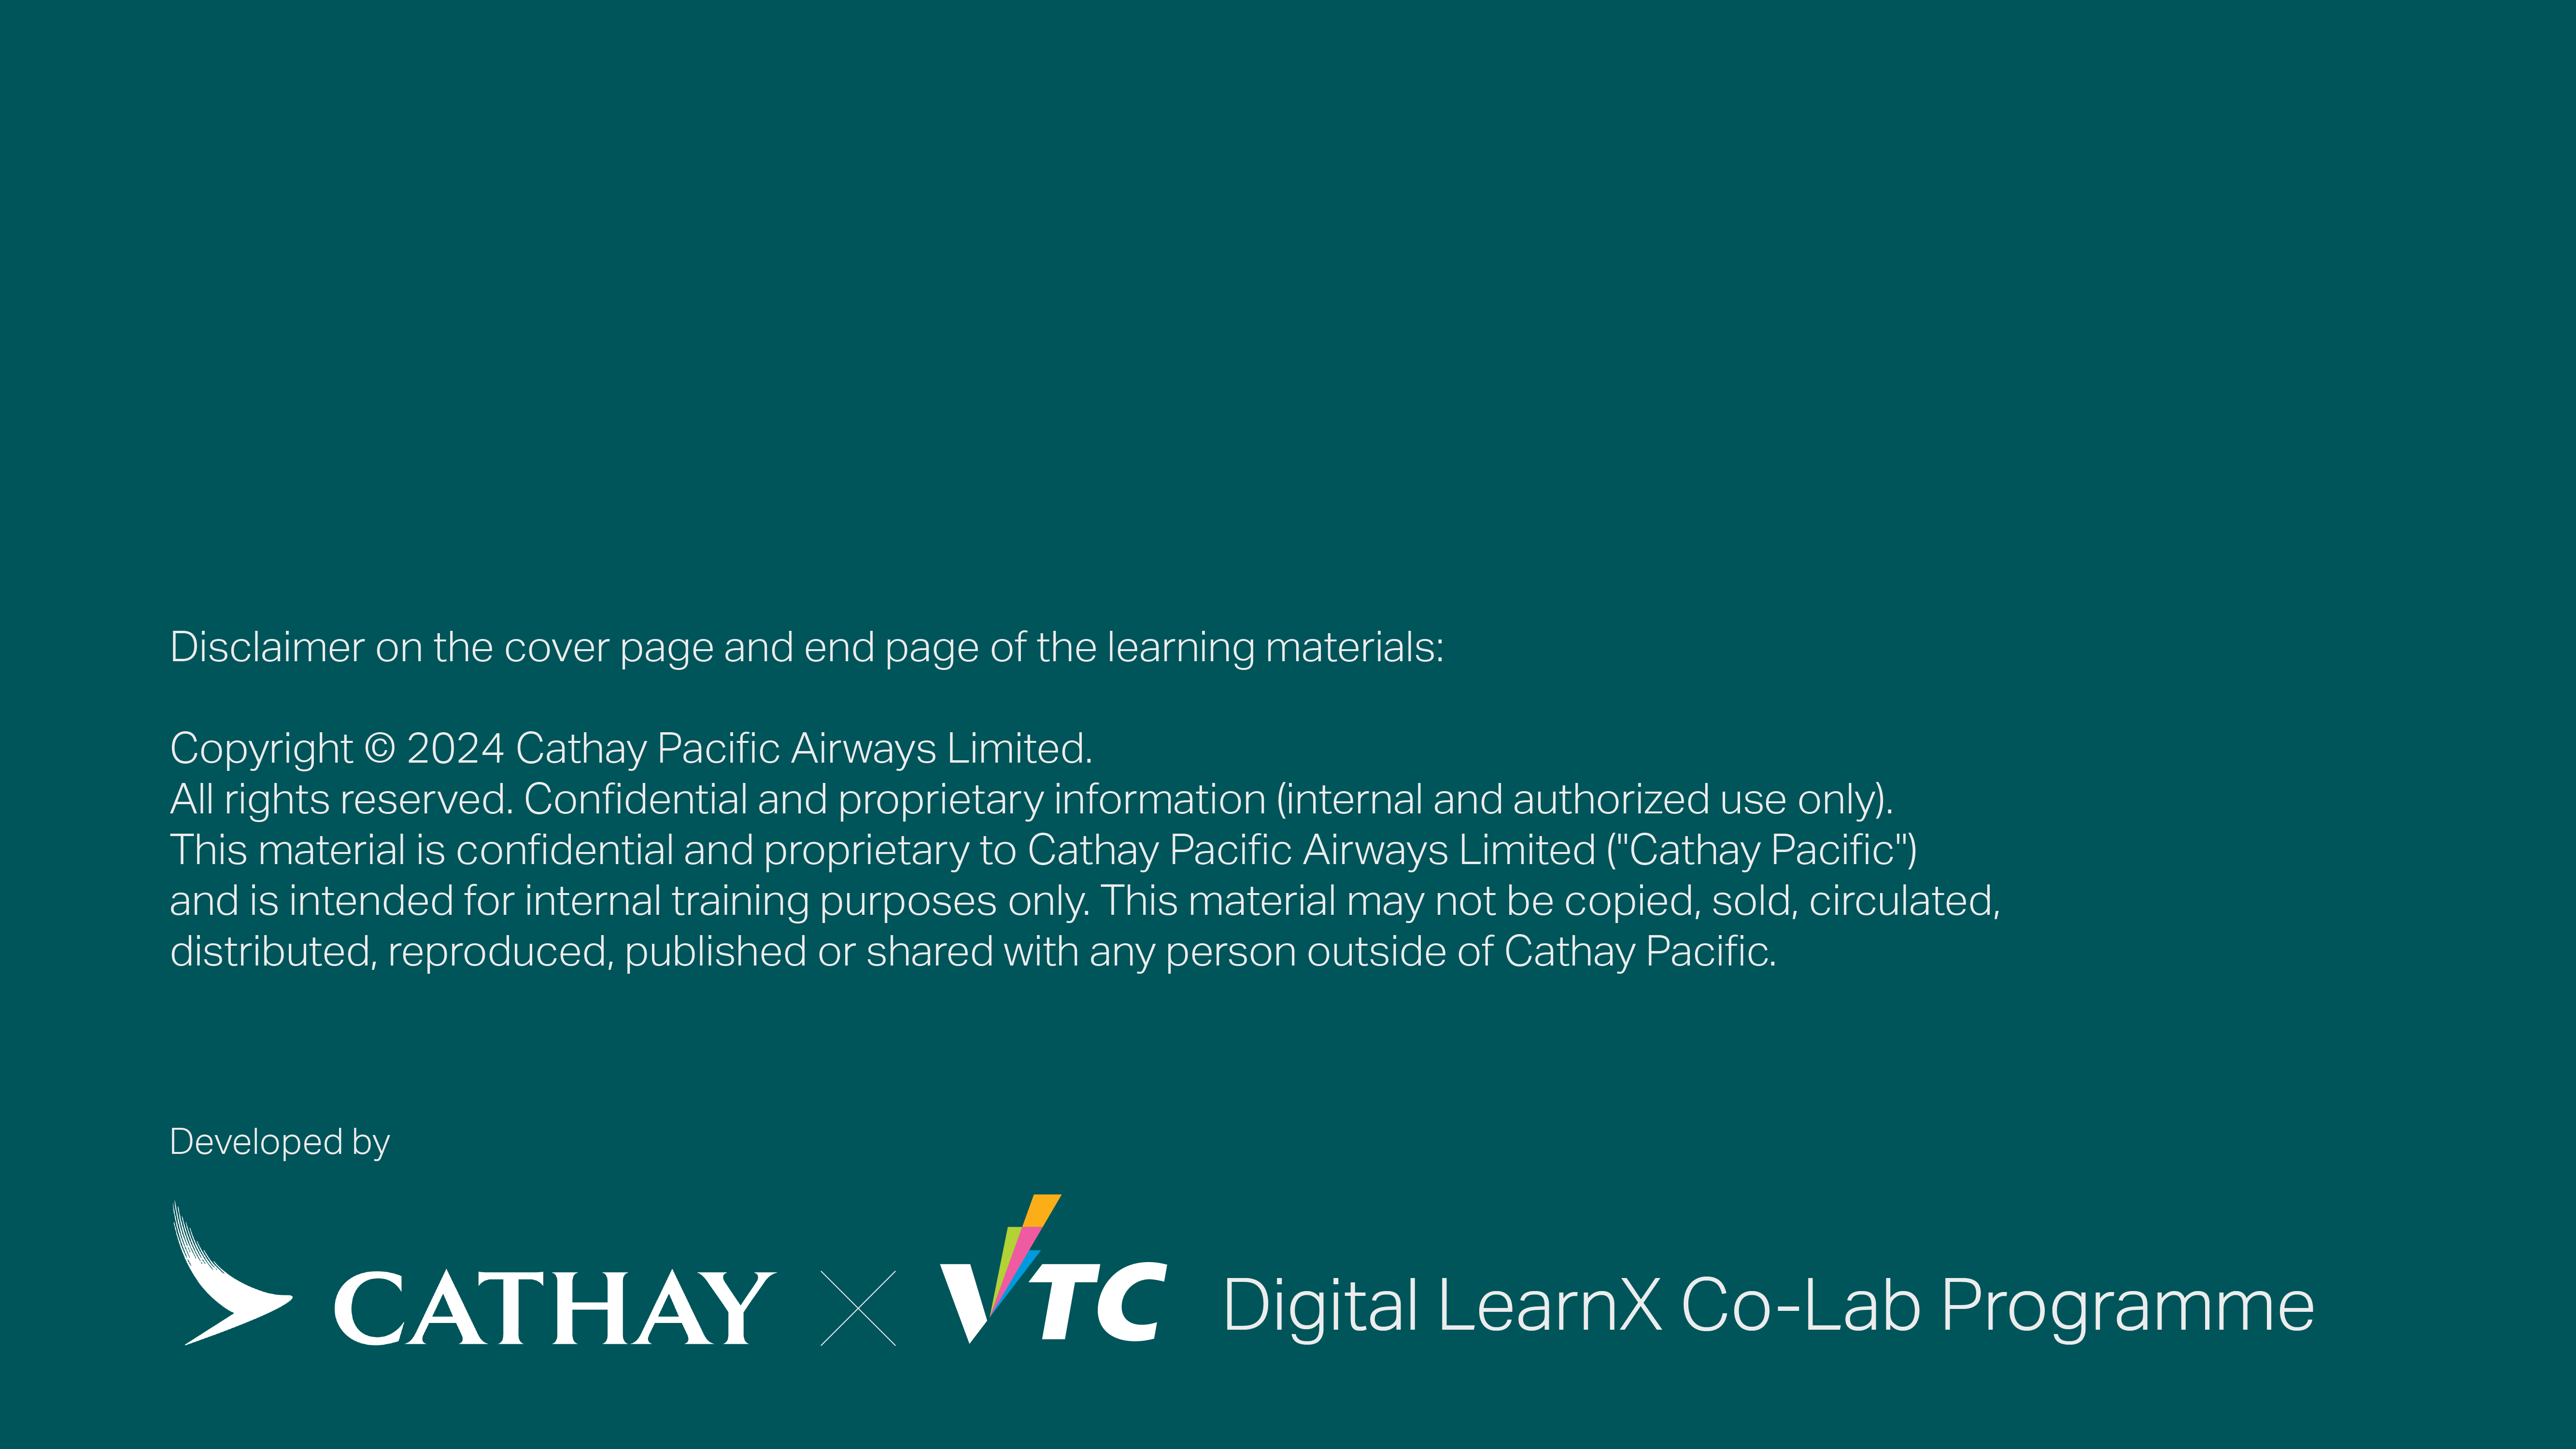 Disclaimer on the cover page and end page of the learning materials:
Copyright © 2024 Cathay Pacific Airways Limited.
All rights reserved. Confidential and proprietary information (internal and authorized use only).
This material is confidential and proprietary to Cathay Pacific Airways Limited ("Cathay Pacific")
and is intended for internal training purposes only. This material may not be copied, sold, circulated,
distributed, reproduced, published or shared with any person outside of Cathay Pacific.
Developed by
CATHAY × VTC Digital LearnX Co-Lab Programme